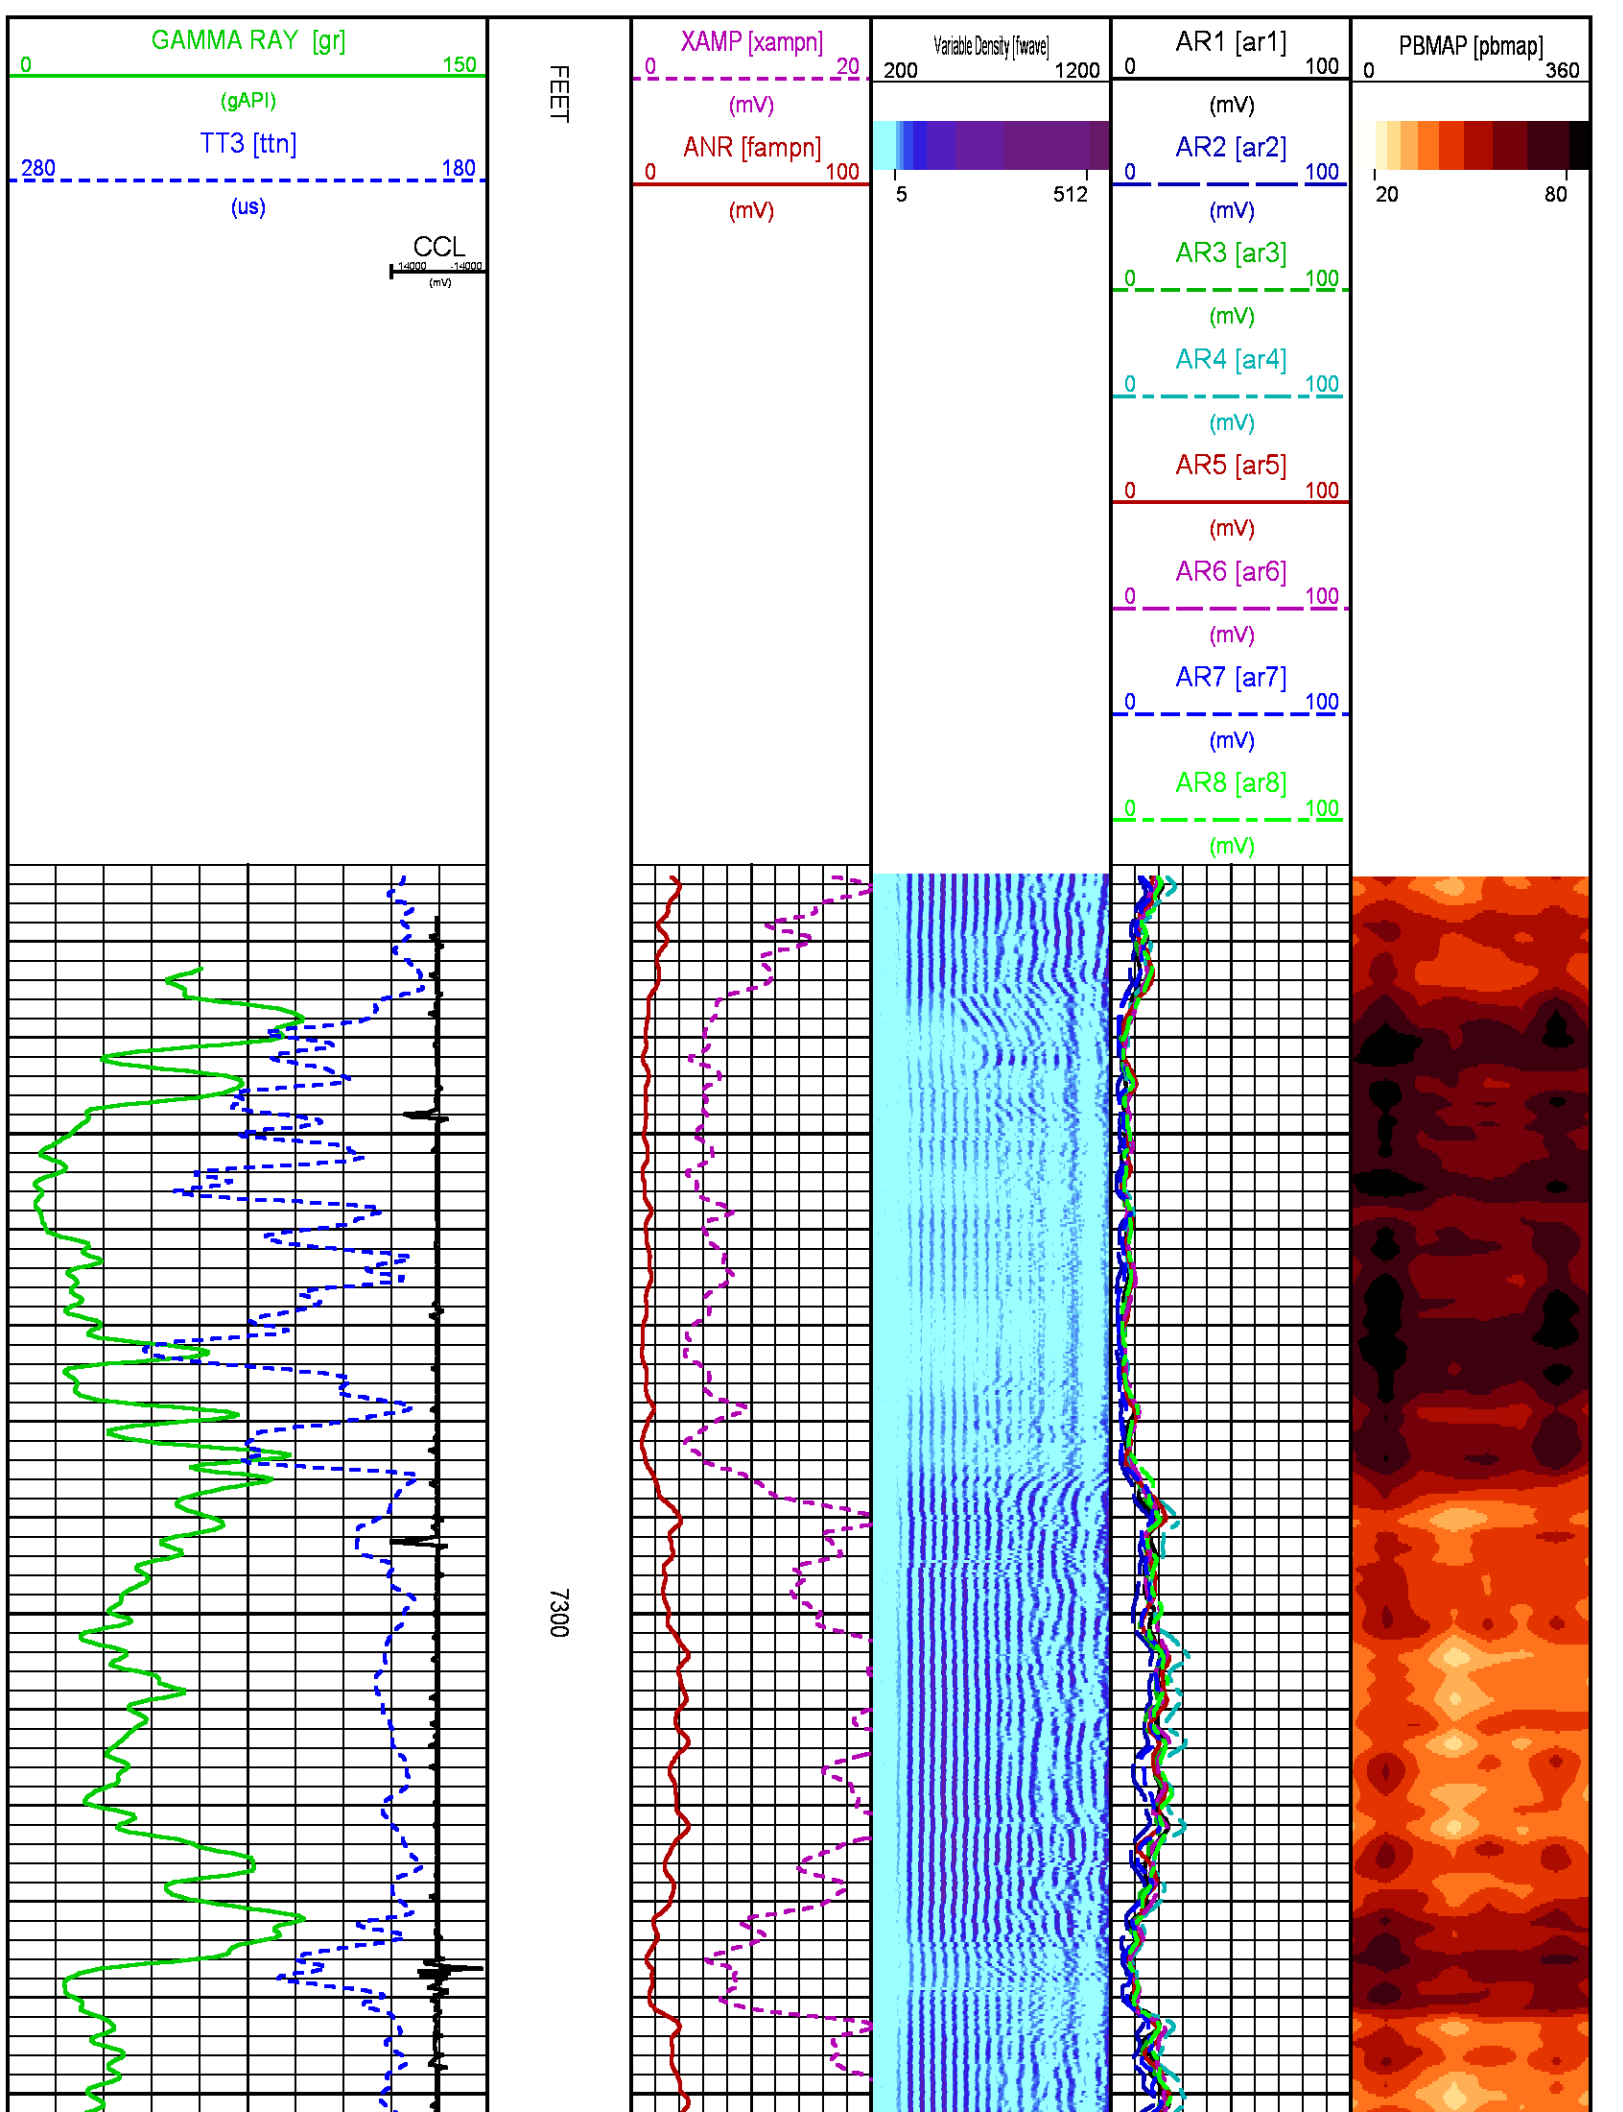 GAMMA RAY [gr]
0 150
(gAPI)
TT3 [ttn]
280 180
(us)
CCL
14000 -14000
(mV)
FEET
7300
XAMP [xampn]
0 20
(mV)
ANR [fampn]
0 100
(mV)
Variable Density [fwave]
200 1200
5 512
AR1 [ar1]
0 100
(mV)
AR2 [ar2]
0 100
(mV)
AR3 [ar3]
0 100
(mV)
AR4 [ar4]
0 100
(mV)
AR5 [ar5]
0 100
(mV)
AR6 [ar6]
0 100
(mV)
AR7 [ar7]
0 100
(mV)
AR8 [ar8]
0 100
(mV)
PBMAP [pbmap]
0 360
20 80